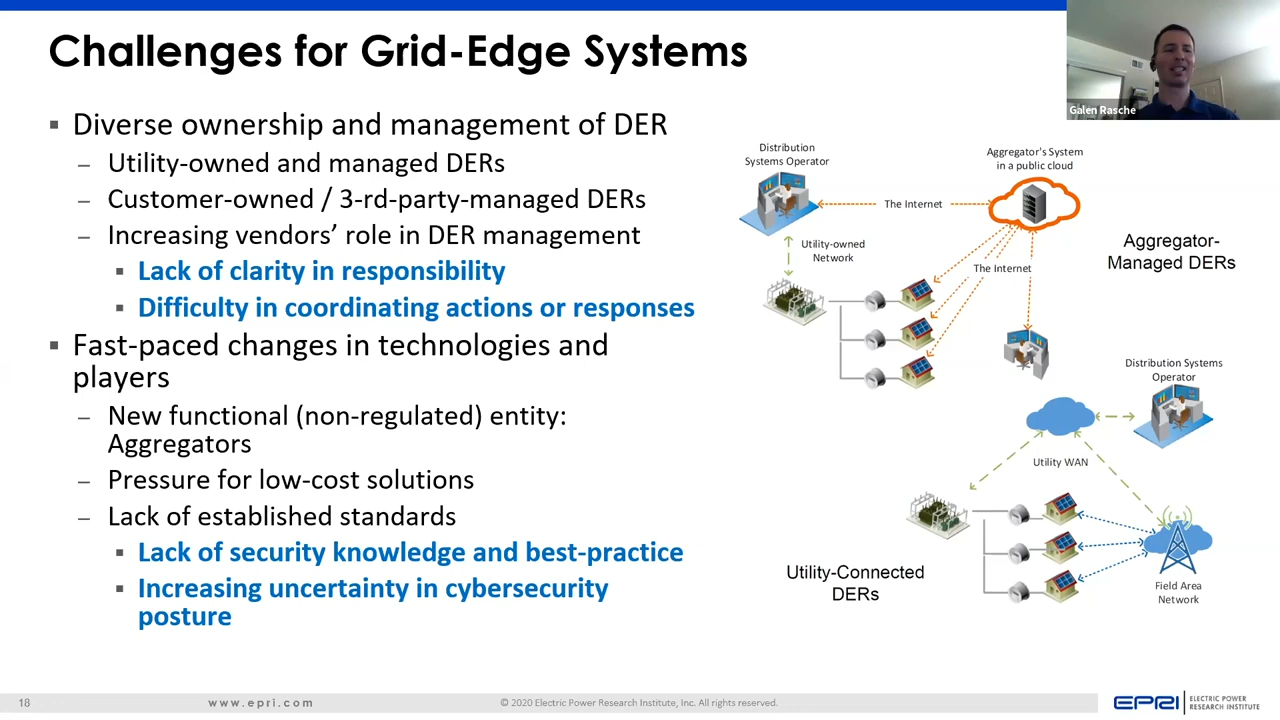 Challenges for Grid-Edge Systems
Galen Rasche
▪ Diverse ownership and management of DER
– Utility-owned and managed DERs
– Customer-owned / 3-rd-party-managed DERs
– Increasing vendors’ role in DER management
▪ Lack of clarity in responsibility
▪ Difficulty in coordinating actions or responses
▪ Fast-paced changes in technologies and
players
– New functional (non-regulated) entity:
Aggregators
– Pressure for low-cost solutions
– Lack of established standards
▪ Lack of security knowledge and best-practice
▪ Increasing uncertainty in cybersecurity
posture
Distribution
Systems Operator
Aggregator's System
in a public cloud
The Internet
Utility-owned
Network
The Internet
Aggregator-
Managed DERs
Distribution Systems
Operator
Utility WAN
Utility-Connected
DERs
Field Area
Network
18
www.epri.com
© 2020 Electric Power Research Institute, Inc. All rights reserved.
EPRI
ELECTRIC POWER
RESEARCH INSTITUTE